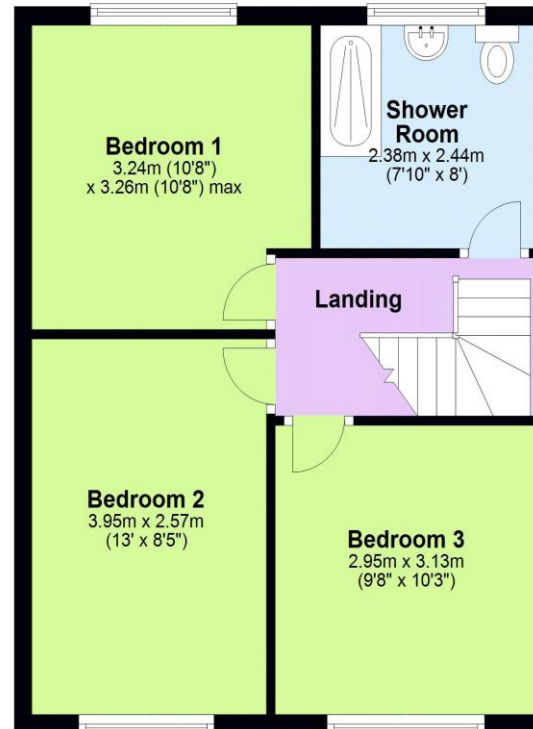 Bedroom 1
3.24m (10'8")
x 3.26m (10'8") max
Shower
Room
2.38m x 2.44m
(7'10" x 8')
Landing
Bedroom 2
3.95m x 2.57m
(13' x 8'5")
Bedroom 3
2.95m x 3.13m
(9'8" x 10'3")